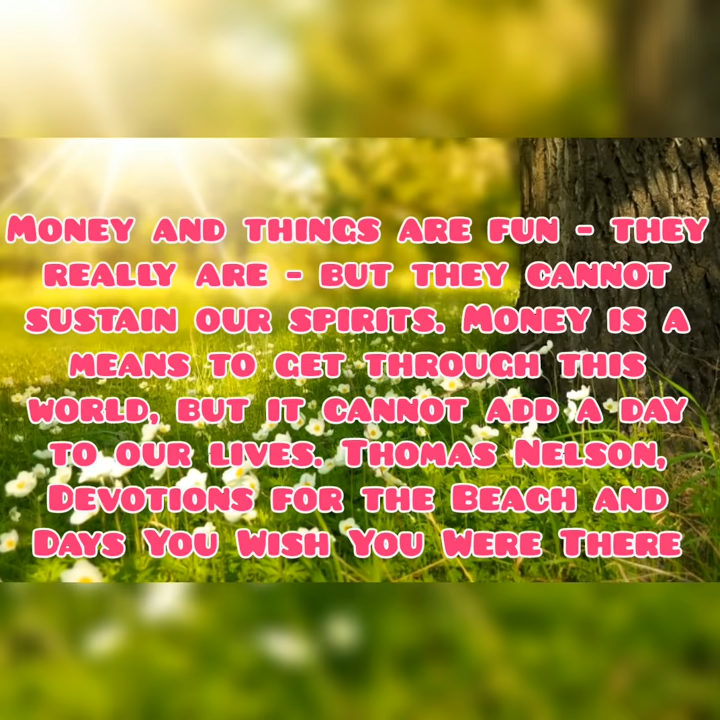 Money and things are fun - they
really are - but they cannot
sustain our spirits. Money is a
means to get through this
world, but it cannot add a day
to our lives. Thomas Nelson,
Devotions for the Beach and
Days You Wish You Were There